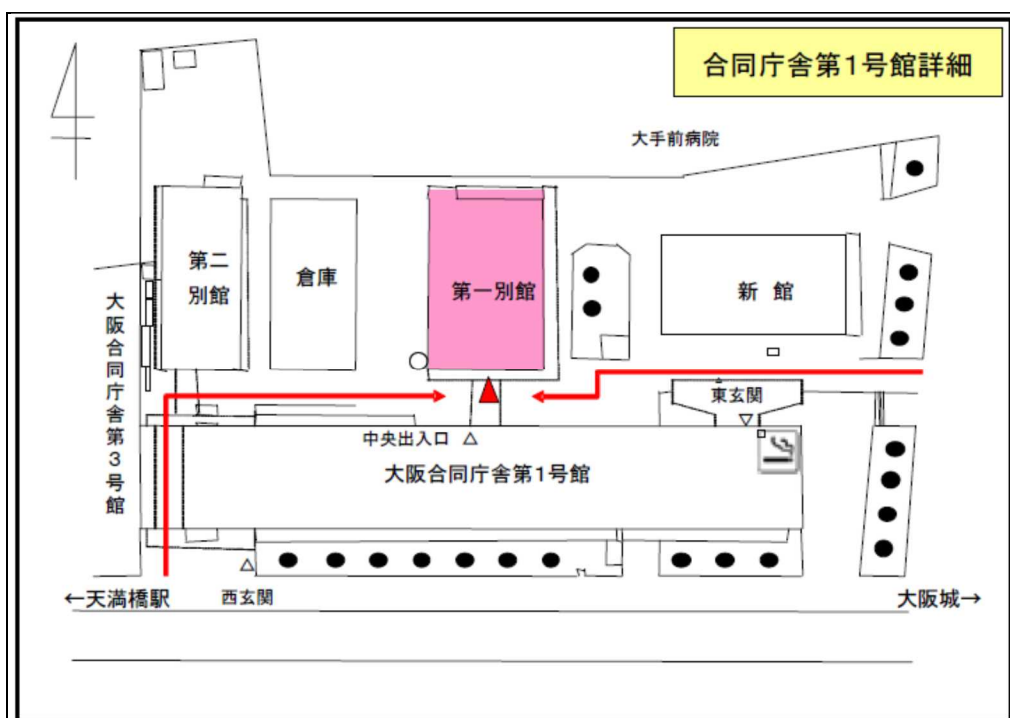 合同庁舎第1号館詳細
大手前病院
第二
別館
倉庫
第一別館
新 館
大阪合同庁舎第3号館
東玄関
中央出入口
大阪合同庁舎第1号館
←天満橋駅
西玄関
大阪城→